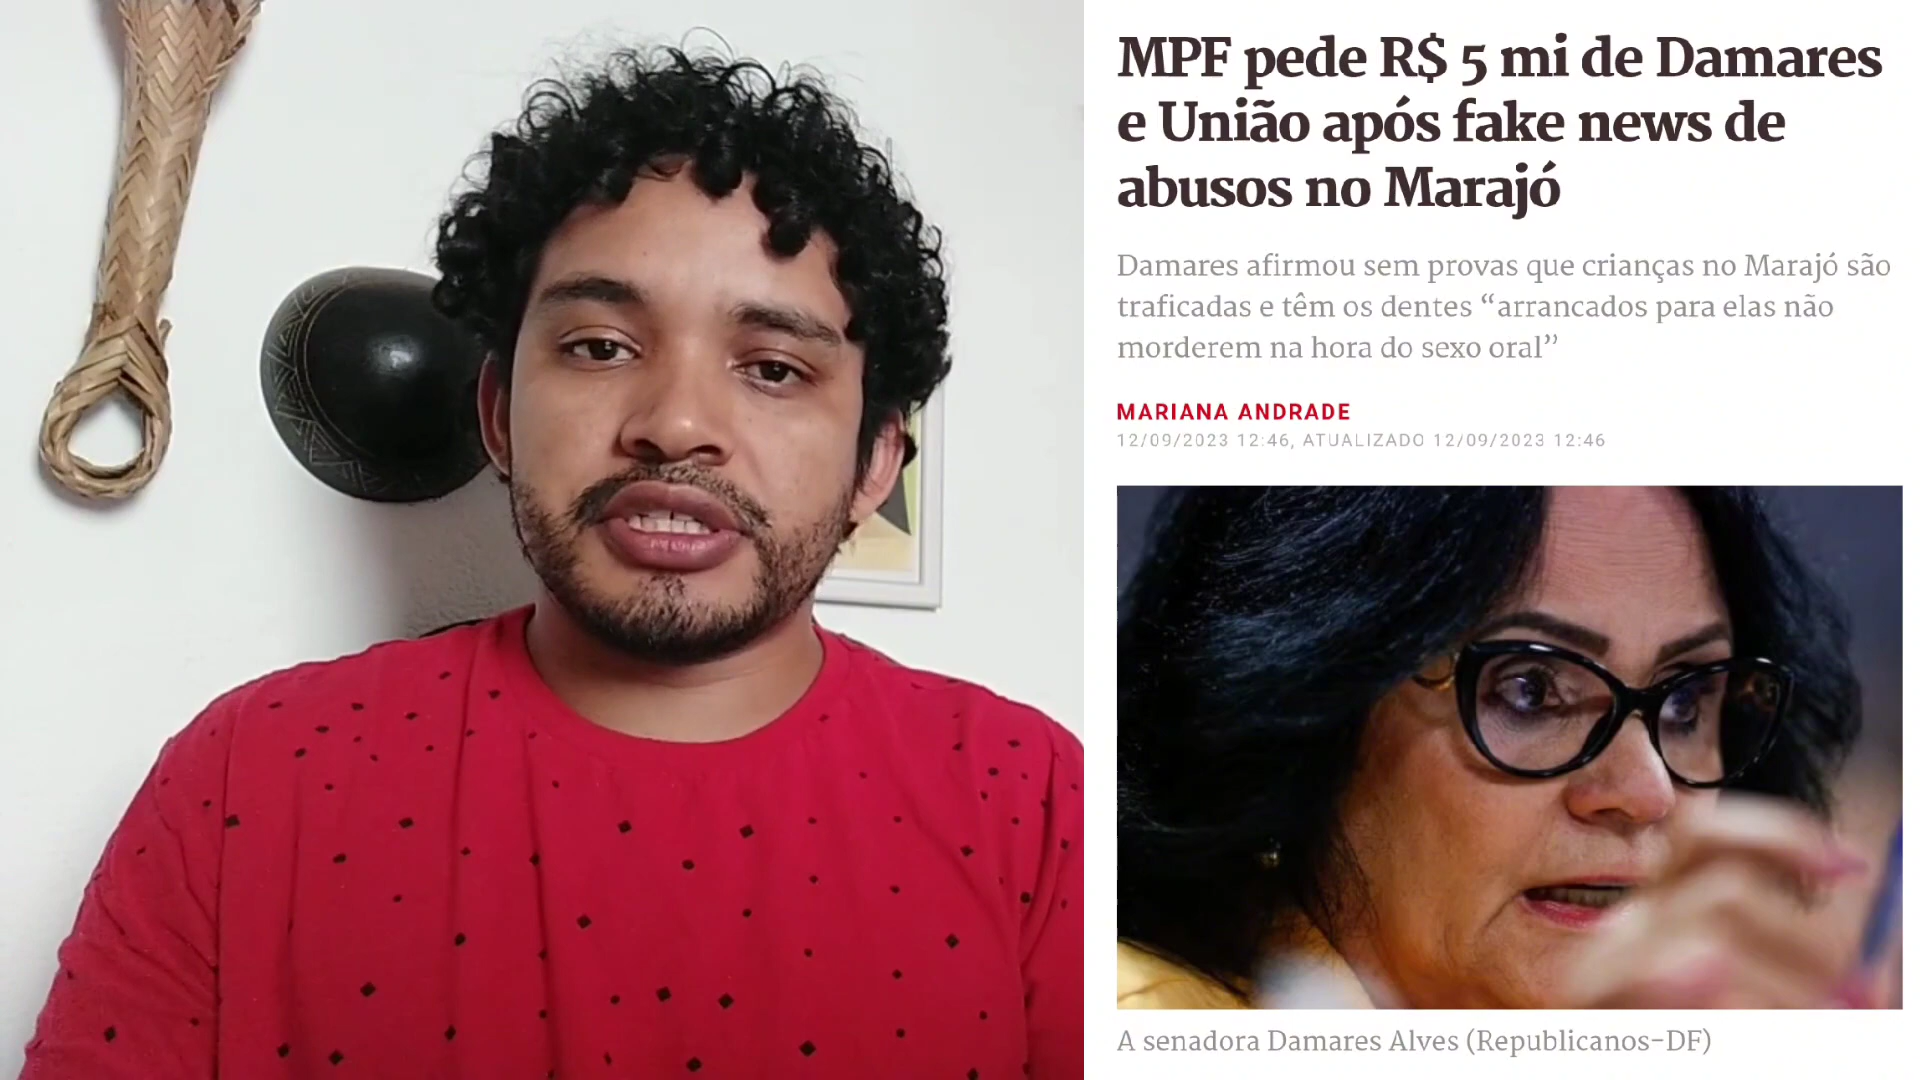 MPF pede R$ 5 mi de Damares
e União após fake news de
abusos no Marajó
Damares afirmou sem provas que crianças no Marajó são
traficadas e têm os dentes “arrancados para elas não
morderem na hora do sexo oral”
MARIANA ANDRADE
12/09/2023 12:46, ATUALIZADO 12/09/2023 12:46
A senadora Damares Alves (Republicanos-DF)